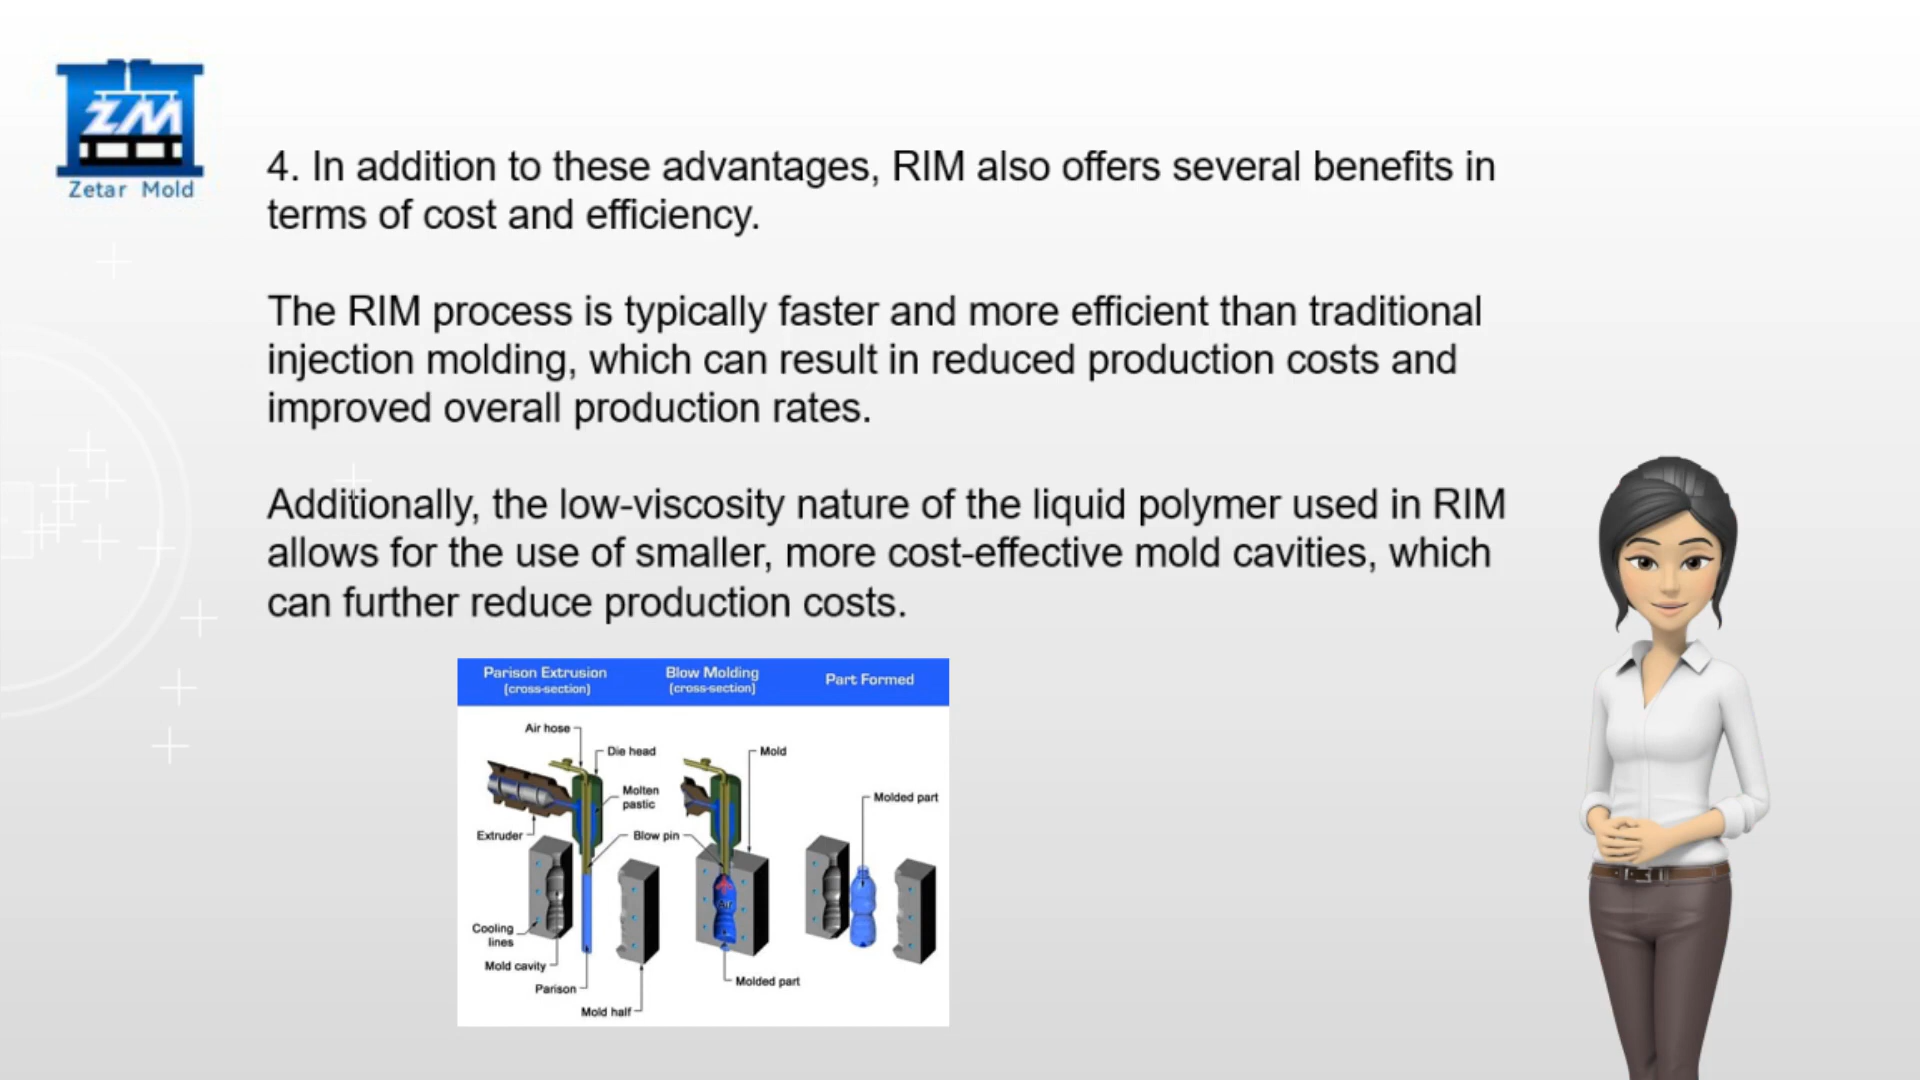 ZM
Zetar Mold
4. In addition to these advantages, RIM also offers several benefits in
terms of cost and efficiency.
The RIM process is typically faster and more efficient than traditional
injection molding, which can result in reduced production costs and
improved overall production rates.
Additionally, the low-viscosity nature of the liquid polymer used in RIM
allows for the use of smaller, more cost-effective mold cavities, which
can further reduce production costs.
Parison Extrusion
(cross-section)
Blow Molding
(cross-section)
Part Formed
Air hose
Die head
Mold
Molten
pastic
Molded part
Extruder
Blow pin
Air
Cooling
lines
Mold cavity
Parison
Molded part
Mold half